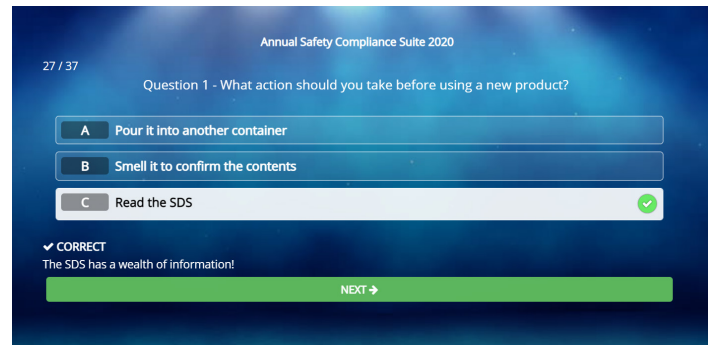 Annual Safety Compliance Suite 2020
27 / 37
Question 1 - What action should you take before using a new product?
A Pour it into another container
B Smell it to confirm the contents
C Read the SDS
✔ CORRECT
The SDS has a wealth of information!
NEXT →